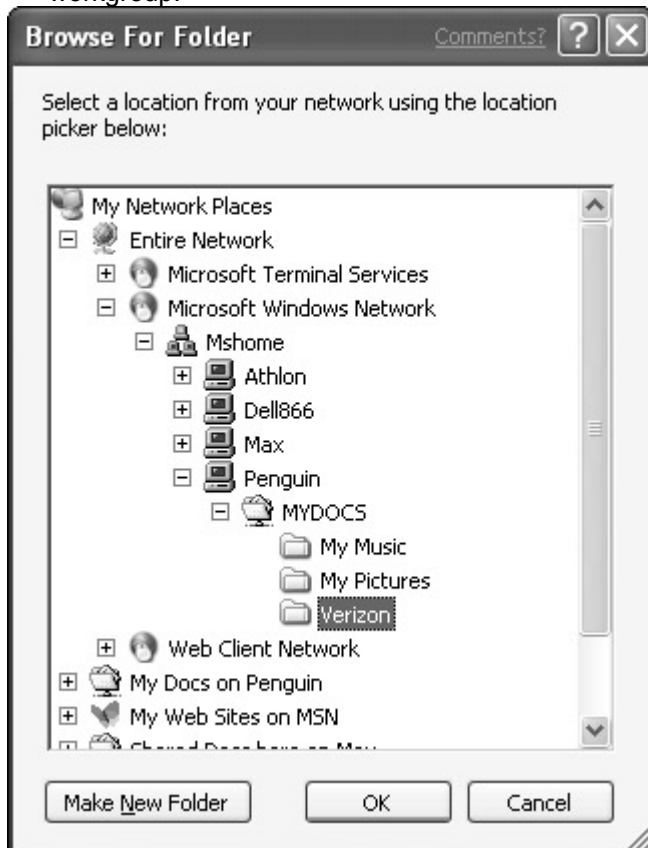 workgroup.
Browse For Folder Comments? ? X
Select a location from your network using the location
picker below:
My Network Places
Entire Network
Microsoft Terminal Services
Microsoft Windows Network
Mshome
Athlon
Dell866
Max
Penguin
MYDOCS
My Music
My Pictures
Verizon
Web Client Network
My Docs on Penguin
My Web Sites on MSN
Make New Folder OK Cancel